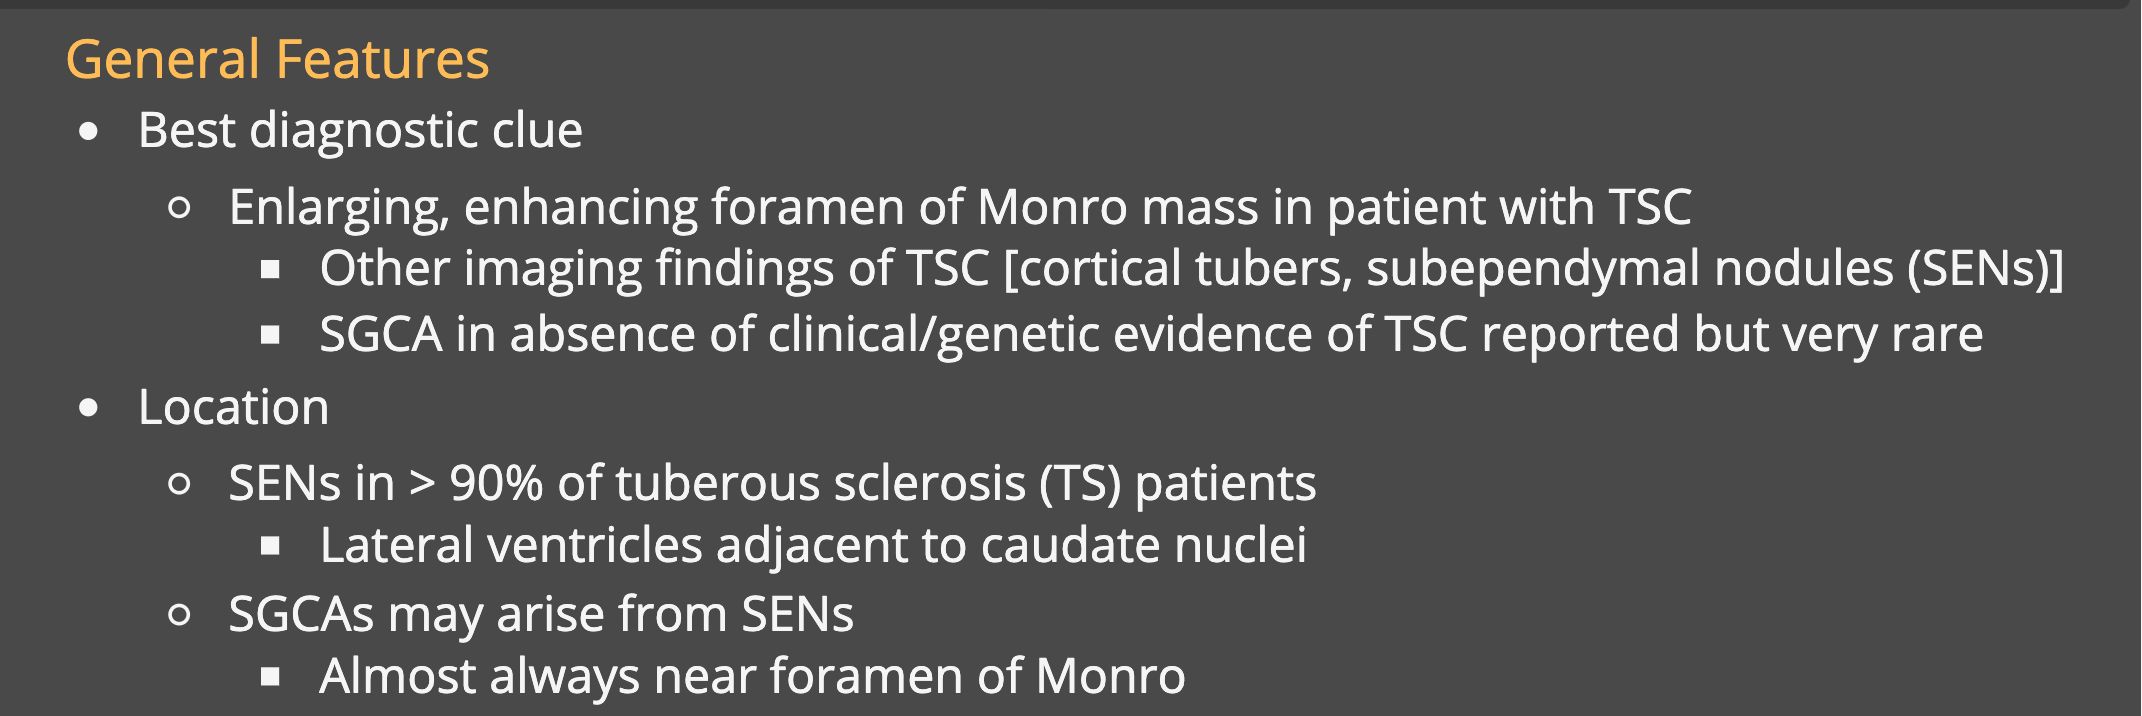 General Features
• Best diagnostic clue
○ Enlarging, enhancing foramen of Monro mass in patient with TSC
■ Other imaging findings of TSC [cortical tubers, subependymal nodules (SENs)]
■ SGCA in absence of clinical/genetic evidence of TSC reported but very rare
• Location
○ SENs in > 90% of tuberous sclerosis (TS) patients
■ Lateral ventricles adjacent to caudate nuclei
○ SGCAs may arise from SENs
■ Almost always near foramen of Monro